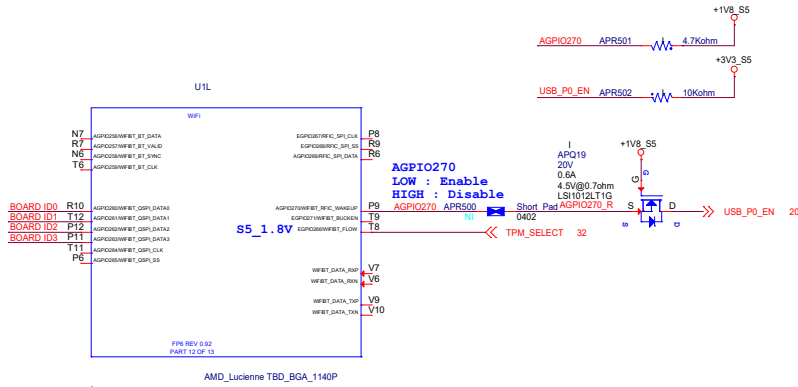 +1V8_S5
AGPIO270 APR501 4.7Kohm
+3V3_S5
USB_P0_EN APR502 10Kohm
U1L
WiFi
N7 AGPIO256/WIFIBT_BT_DATA EGPIO267/RFIC_SPI_CLK P8
R7 AGPIO257/WIFIBT_BT_VALID EGPIO268/RFIC_SPI_SS R9
N6 AGPIO258/WIFIBT_BT_SYNC AGPIO269/RFIC_SPI_DATA R6
T6 AGPIO259/WIFIBT_BT_CLK
AGPIO270
LOW : Enable
HIGH : Disable
I
APQ19
20V
0.6A
4.5V@0.7ohm
LSI1012LT1G
+1V8_S5
G
G
BOARD ID0 R10 AGPIO260/WIFIBT_QSPI_DATA0 AGPIO270/RFIC_WAKEUP P9 AGPIO270 APR500 Short_Pad AGPIO270_R S D USB_P0_EN 20
BOARD ID1 T12 AGPIO261/WIFIBT_QSPI_DATA1 EGPIO271/WIFIBT_BUCKEN T9 NI 0402
BOARD ID2 P12 AGPIO262/WIFIBT_QSPI_DATA2 S5_1.8V EGPIO266/WIFIBT_FLOW T8 TPM_SELECT 32
S D
BOARD ID3 P11 AGPIO263/WIFIBT_QSPI_DATA3
T11 AGPIO264/WIFIBT_QSPI_CLK
P6 AGPIO265/WIFIBT_QSPI_SS
WIFIBT_DATA_RXP V7
WIFIBT_DATA_RXN V6
WIFIBT_DATA_TXP V9
WIFIBT_DATA_TXN V10
FP6 REV 0.92
PART 12 OF 13
AMD_Lucienne TBD_BGA_1140P